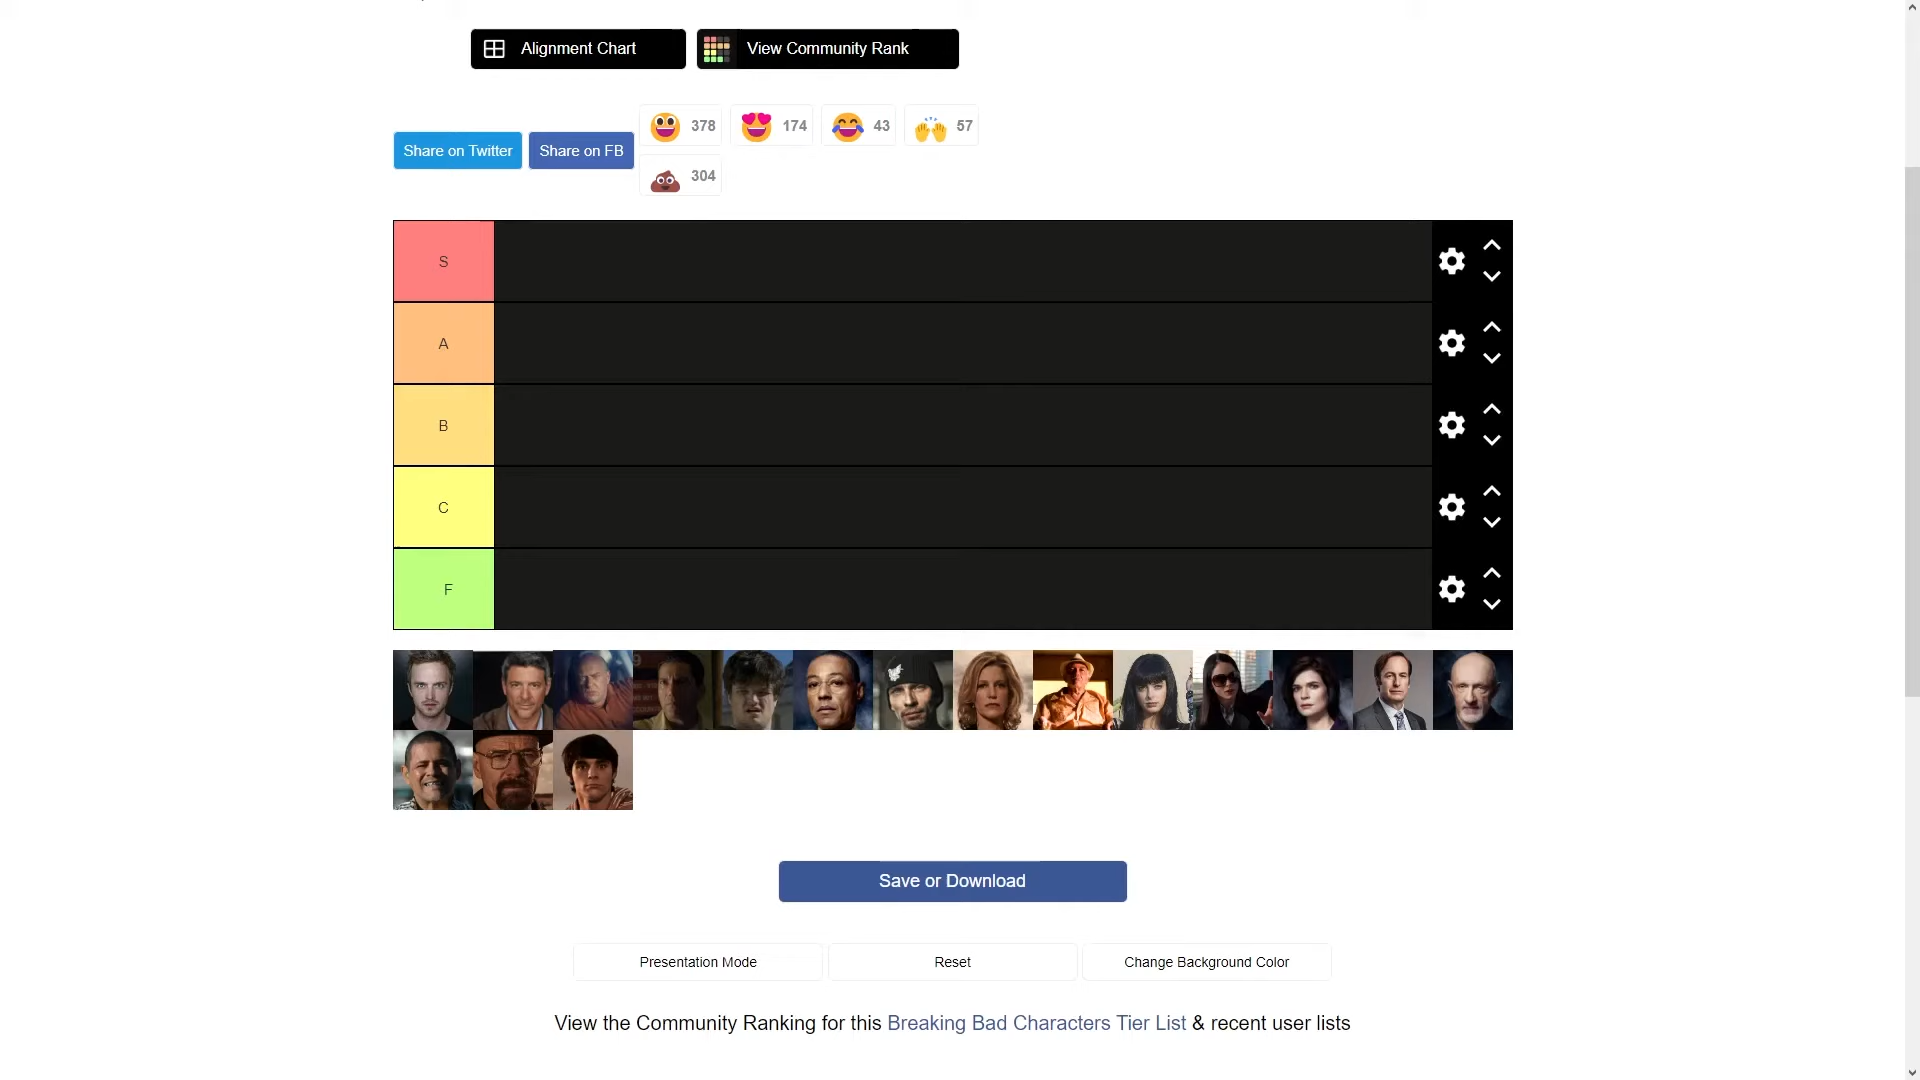 Alignment Chart
View Community Rank
378
174
43
57
Share on Twitter
Share on FB
304
S
A
B
C
F
Save or Download
Presentation Mode
Reset
Change Background Color
View the Community Ranking for this Breaking Bad Characters Tier List & recent user lists